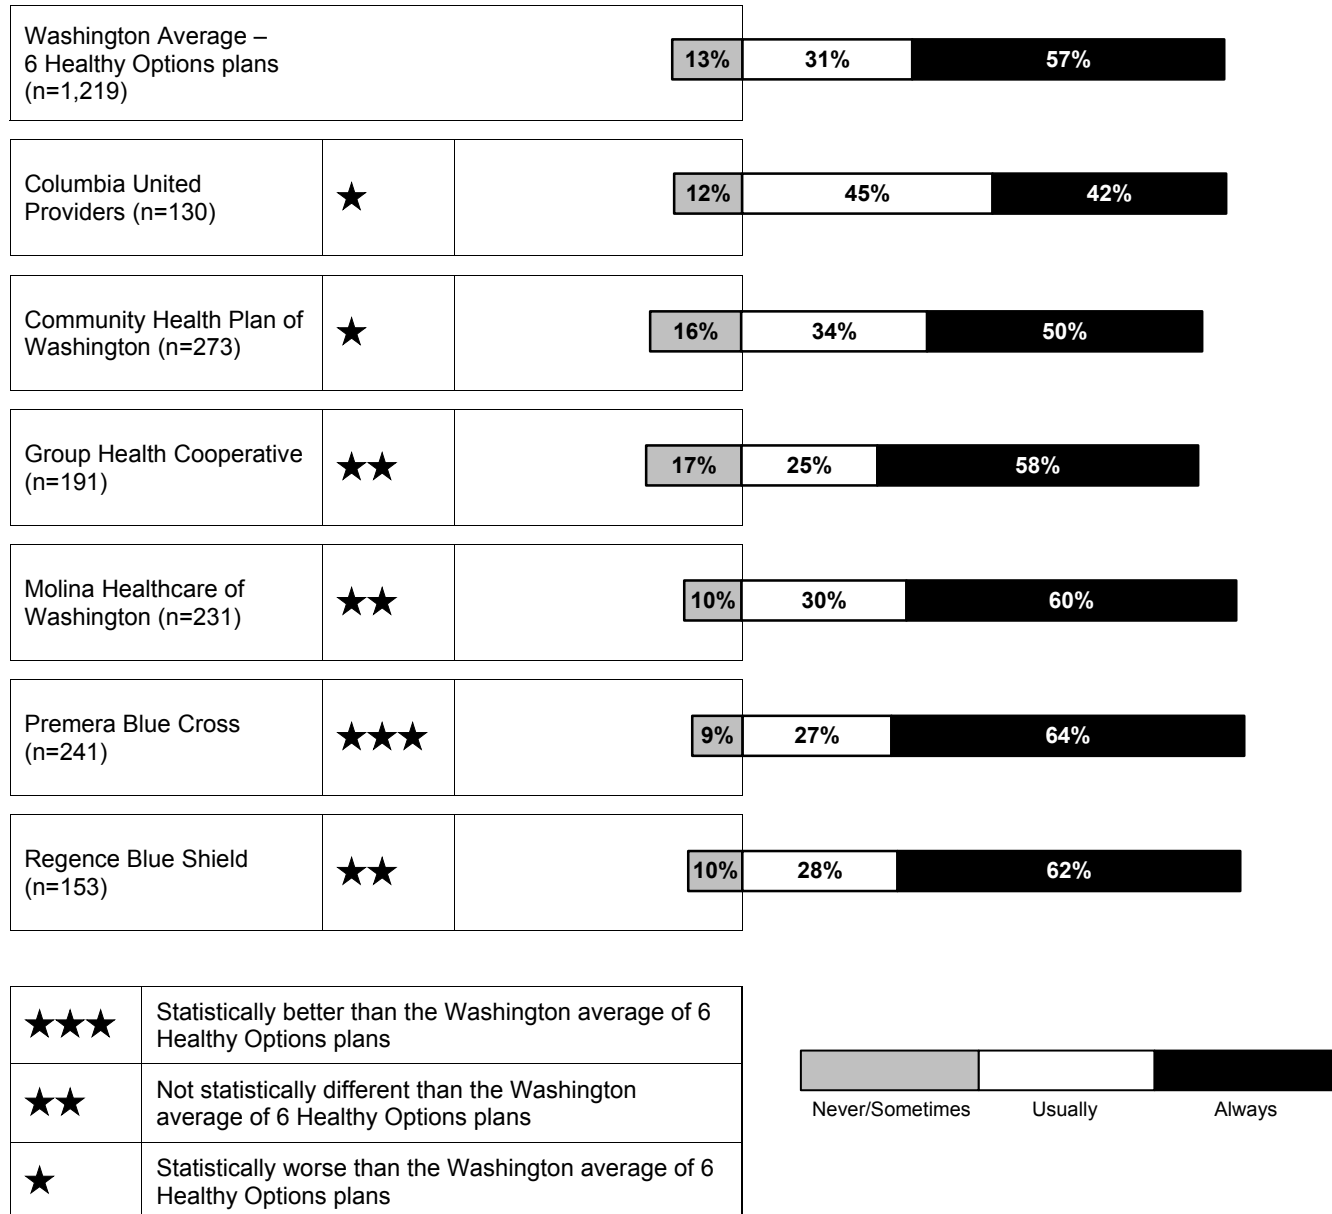 Washington Average –
6 Healthy Options plans
(n=1,219)
13% 31% 57%
Columbia United
Providers (n=130)
★
12% 45% 42%
Community Health Plan of
Washington (n=273)
★
16% 34% 50%
Group Health Cooperative
(n=191)
★★
17% 25% 58%
Molina Healthcare of
Washington (n=231)
★★
10% 30% 60%
Premera Blue Cross
(n=241)
★★★
9% 27% 64%
Regence Blue Shield
(n=153)
★★
10% 28% 62%
★★★
Statistically better than the Washington average of 6
Healthy Options plans
★★
Not statistically different than the Washington
average of 6 Healthy Options plans
★
Statistically worse than the Washington average of 6
Healthy Options plans
Never/Sometimes Usually Always